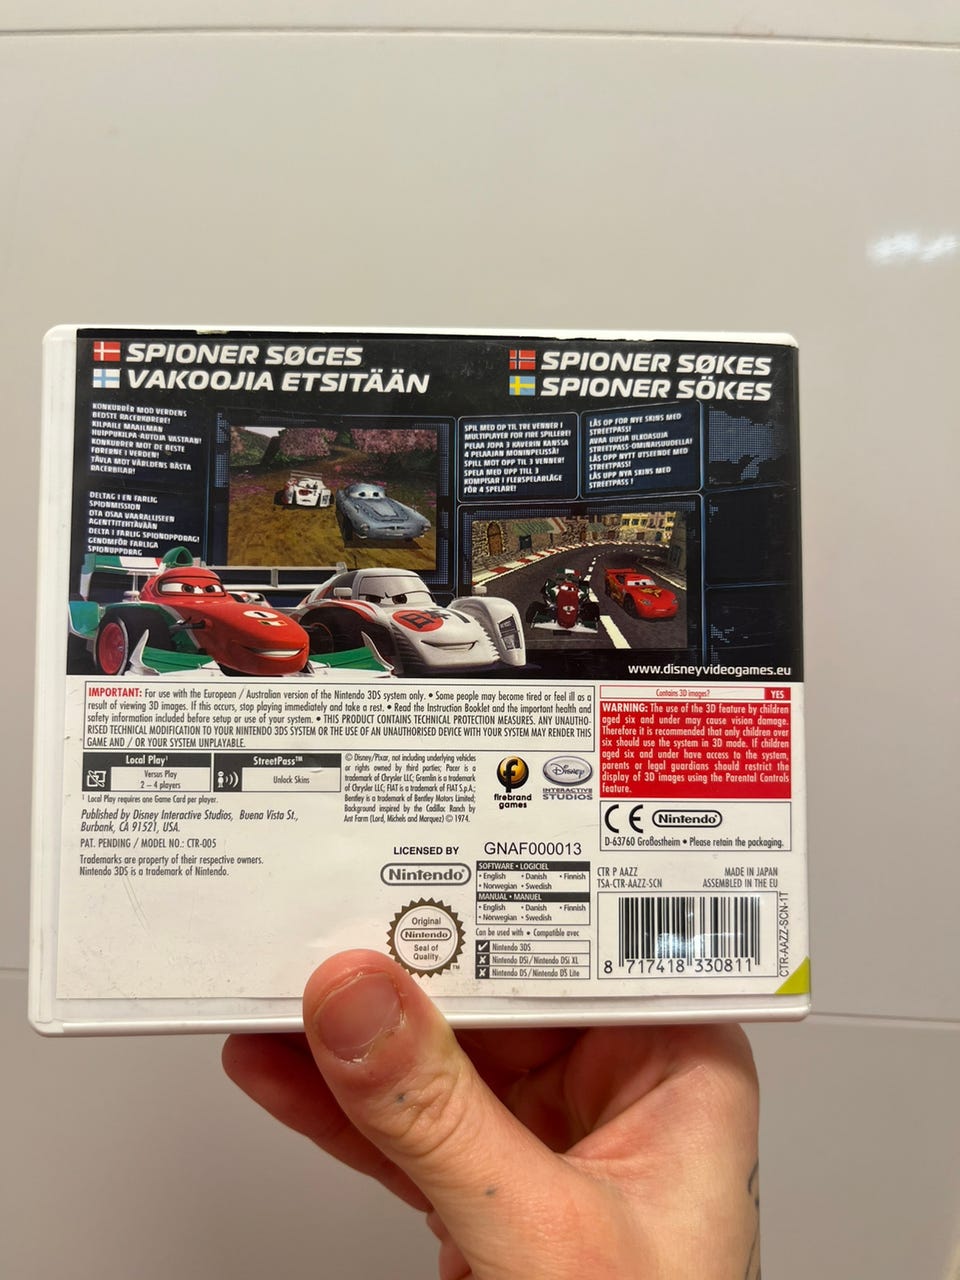 SPIONER SØGES
VAKOOJIA ETSITÄÄN
SPIONER SØKES
SPIONER SÖKES
KONKURRÉR MOD VERDENS
BEDSTE RACERKØRERE!
KILPAILE MAAILMAN
HUIPPUKILPA-AUTOJA VASTAAN!
KONKURRER MOT DE BESTE
FØRERNE I VERDEN!
TÄVLA MOT VÄRLDENS BÄSTA
RACERBILAR!
DELTAG I EN FARLIG
SPIONMISSION
OTA OSAA VAARALLISEEN
AGENTTITEHTÄVÄÄN
DELTA I FARLIG SPIONOPPDRAG!
GENOMFÖR FARLIGA
SPIONUPPDRAG
SPIL MED OP TIL TRE VENNER I
MULTIPLAYER FOR FIRE SPILLERE!
PELAA JOPA 3 KAVERIN KANSSA
4 PELAAJAN MONINPELISSÄ!
SPILL MOT OPP TIL 3 VENNER!
SPELA MED UPP TILL 3
KOMPISAR I FLERSPELARLÄGE
FÖR 4 SPELARE!
LÅS OP FOR NYE SKINS MED
STREETPASS!
AVAA UUSIA ULKOASUJA
STREETPASS-OMINAISUUDELLA!
LÅS OPP NYTT UTSEENDE MED
STREETPASS!
LÅS UPP NYA SKINS MED
STREETPASS !
www.disneyvideogames.eu
IMPORTANT: For use with the European / Australian version of the Nintendo 3DS system only. • Some people may become tired or feel ill as a
result of viewing 3D images. If this occurs, stop playing immediately and take a rest. • Read the Instruction Booklet and the important health and
safety information included before setup or use of your system. • THIS PRODUCT CONTAINS TECHNICAL PROTECTION MEASURES. ANY UNAUTHO-
RISED TECHNICAL MODIFICATION TO YOUR NINTENDO 3DS SYSTEM OR THE USE OF AN UNAUTHORISED DEVICE WITH YOUR SYSTEM MAY RENDER THIS
GAME AND / OR YOUR SYSTEM UNPLAYABLE.
Contains 3D images? YES
WARNING: The use of the 3D feature by children
aged six and under may cause vision damage.
Therefore it is recommended that only children over
six should use the system in 3D mode. If children
aged six and under have access to the system,
parents or legal guardians should restrict the
display of 3D images using the Parental Controls
feature.
Local Play¹
Versus Play
2 – 4 players
StreetPass™
Unlock Skins
¹ Local Play requires one Game Card per player.
Published by Disney Interactive Studios, Buena Vista St.,
Burbank, CA 91521, USA.
PAT. PENDING / MODEL NO.: CTR-005
Trademarks are property of their respective owners.
Nintendo 3DS is a trademark of Nintendo.
© Disney/Pixar, not including underlying vehicles
or rights owned by third parties; Pacer is a
trademark of Chrysler LLC; Gremlin is a trademark
of Chrysler LLC; FIAT is a trademark of FIAT S.p.A.;
Bentley is a trademark of Bentley Motors Limited;
Background inspired by the Cadillac Ranch by
Ant Farm (Lord, Michels and Marquez) © 1974.
firebrand
games
Disney
INTERACTIVE
STUDIOS
CE Nintendo
D-63760 Großostheim • Please retain the packaging.
LICENSED BY
Nintendo
GNAF000013
Original
Nintendo
Seal of
Quality
TM
SOFTWARE • LOGICIEL
• English • Danish • Finnish
• Norwegian • Swedish
MANUAL • MANUEL
• English • Danish • Finnish
• Norwegian • Swedish
Can be used with • Compatible avec
Nintendo 3DS
Nintendo DSi/Nintendo DSi XL
Nintendo DS/Nintendo DS Lite
CTR P AAZZ
TSA-CTR-AAZZ-SCN
MADE IN JAPAN
ASSEMBLED IN THE EU
8 717418 330811
CTR-AAZZ-SCN-1T